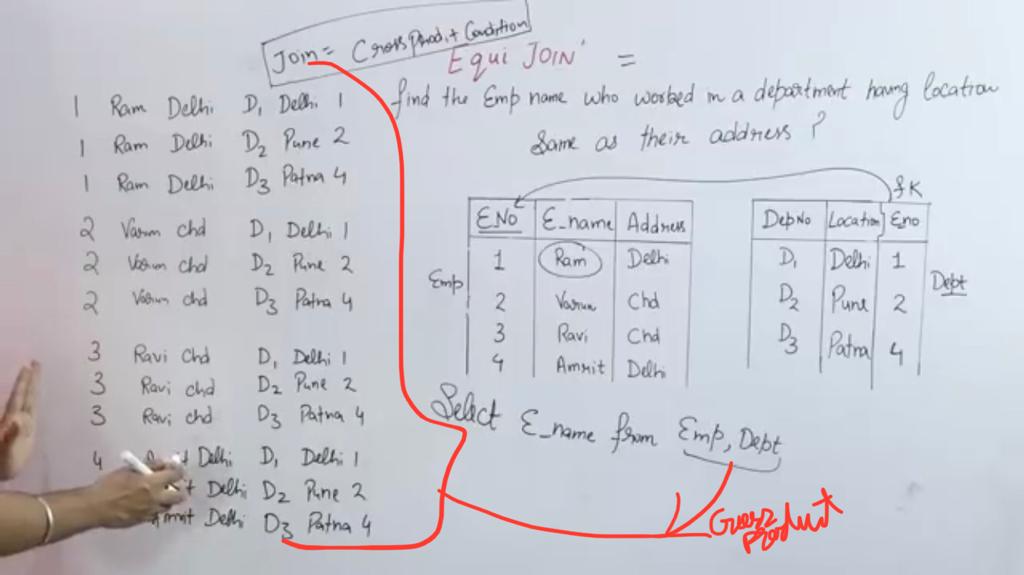 Join = Cross Prod. + Condition
Equi JOIN =
find the Emp name who worked in a department having location
Same as their address ?
1 Ram Delhi D1 Delhi 1
1 Ram Delhi D2 Pune 2
1 Ram Delhi D3 Patna 4
2 Varun chd D1 Delhi 1
2 Varun chd D2 Pune 2
2 Varun chd D3 Patna 4
3 Ravi chd D1 Delhi 1
3 Ravi chd D2 Pune 2
3 Ravi chd D3 Patna 4
4 Delhi D1 Delhi 1
Delhi D2 Pune 2
Amrit Delhi D3 Patna 4
Emp
E.No E_name Address
1 Ram Delhi
2 Varun Chd
3 Ravi Chd
4 Amrit Delhi
fK
DepNo Location Eno
D1 Delhi 1
D2 Pune 2
D3 Patna 4
Dept
Select E_name from Emp, Dept
Cross
Product